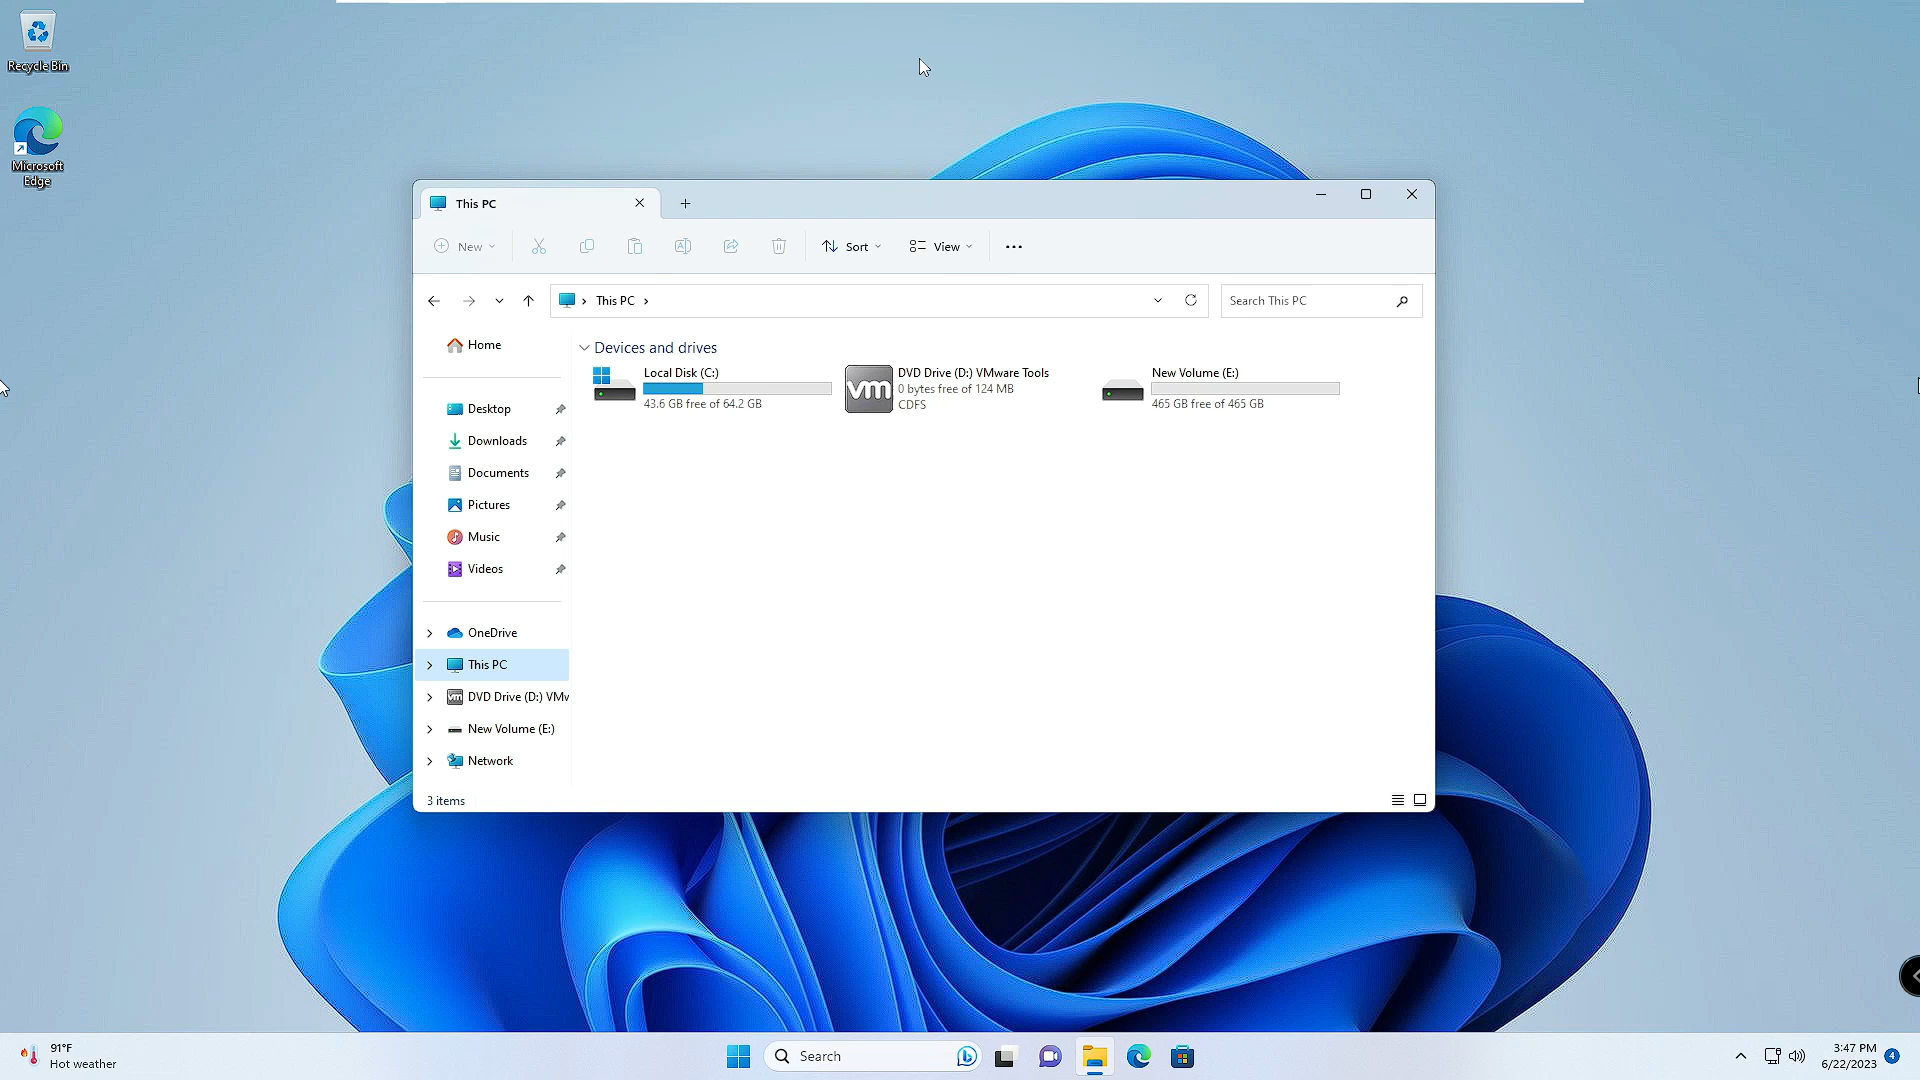 Recycle Bin
Microsoft
Edge
This PC
New
Sort
View
This PC
Search This PC
Home
Desktop
Downloads
Documents
Pictures
Music
Videos
OneDrive
This PC
DVD Drive (D:) VMw
New Volume (E:)
Network
Devices and drives
Local Disk (C:)
43.6 GB free of 64.2 GB
vm
DVD Drive (D:) VMware Tools
0 bytes free of 124 MB
CDFS
New Volume (E:)
465 GB free of 465 GB
3 items
91°F
Hot weather
Search
3:47 PM
6/22/2023
4